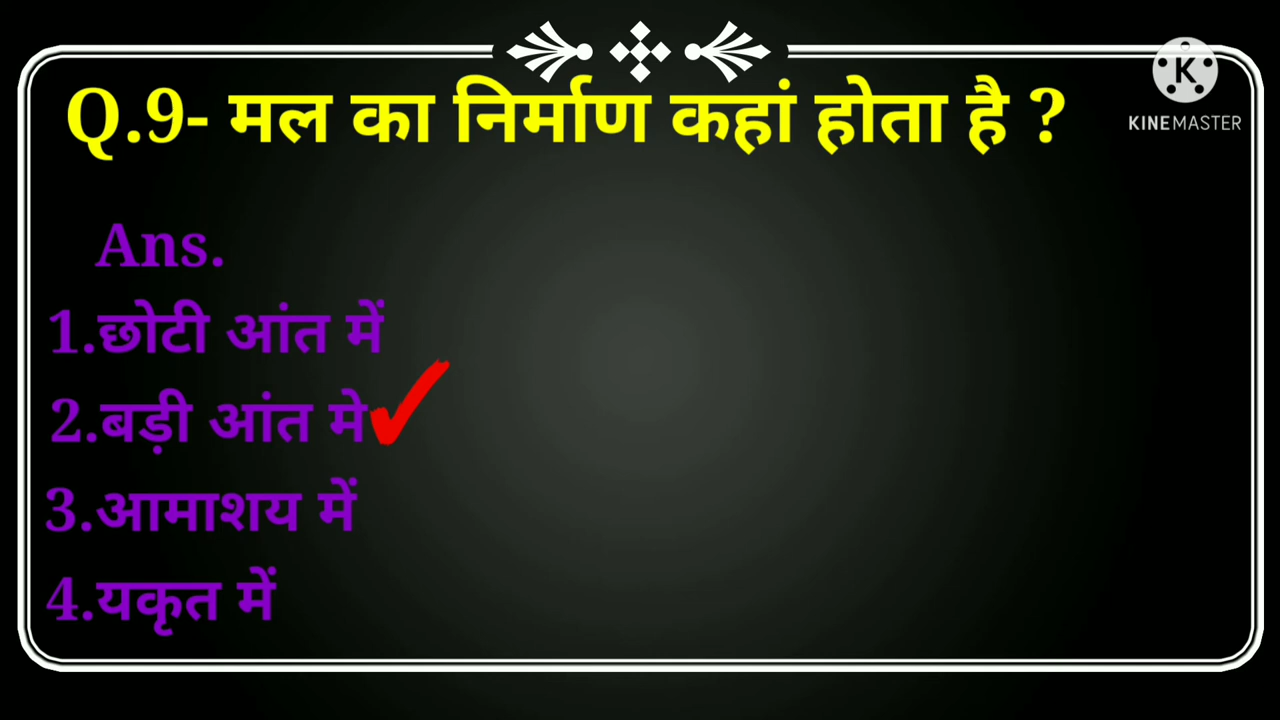 Q.9- मल का निर्माण कहां होता है ?
K
KINEMASTER
Ans.
1.छोटी आंत में
2.बड़ी आंत मे
3.आमाशय में
4.यकृत में